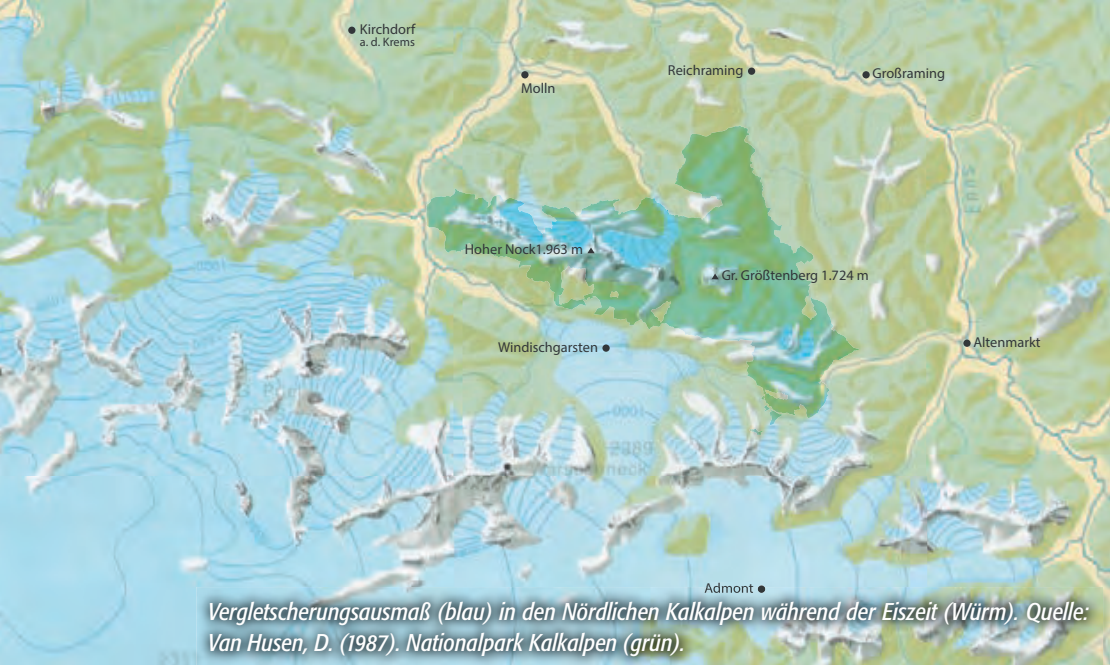 Kirchdorf
a. d. Krems
Molln
Reichraming
Großraming
Hoher Nock1.963 m
Gr. Größtenberg 1.724 m
Windischgarsten
Altenmarkt
Admont
Vergletscherungsausmaß (blau) in den Nördlichen Kalkalpen während der Eiszeit (Würm). Quelle:
Van Husen, D. (1987). Nationalpark Kalkalpen (grün).